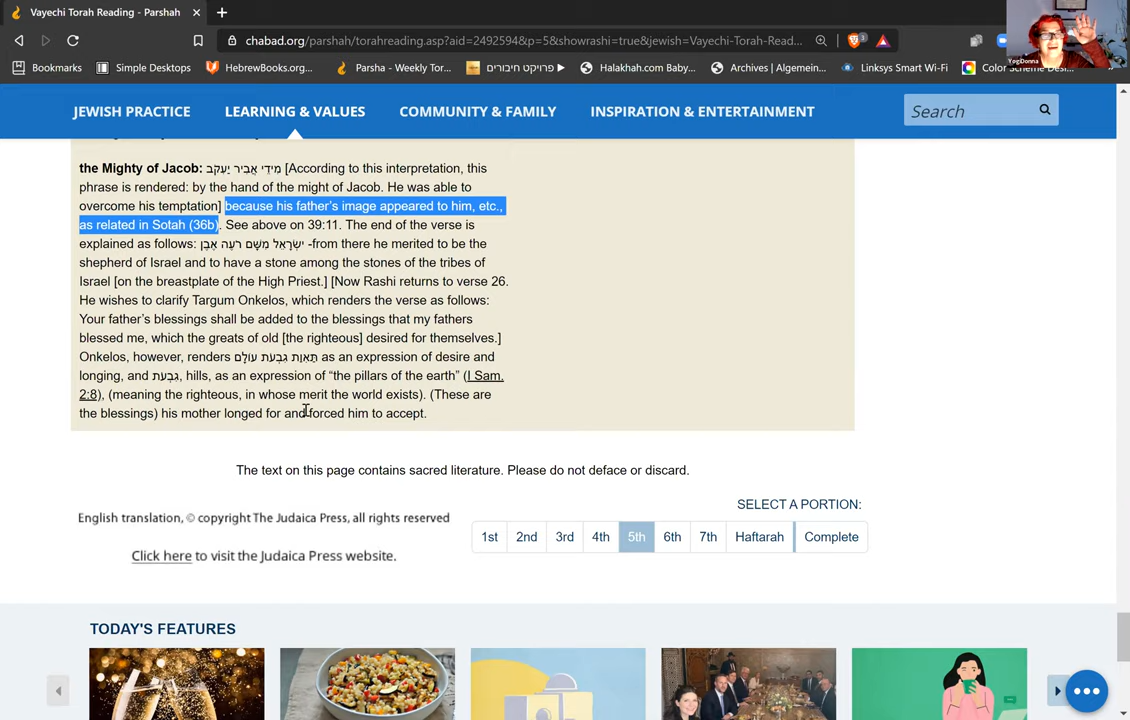 Vayechi Torah Reading - Parshah
chabad.org/parshah/torahreading.asp?aid=2492594&p=5&showrashi=true&jewish=Vayechi-Torah-Read...
Bookmarks Simple Desktops HebrewBooks.org... Parsha - Weekly Tor... פרויקט חיבורים Halakhah.com Baby... Archives | Algemein... Linksys Smart Wi-Fi
YogiDonna
JEWISH PRACTICE LEARNING & VALUES COMMUNITY & FAMILY INSPIRATION & ENTERTAINMENT Search
the Mighty of Jacob: מִידֵי אֲבִיר יַעֲקֹב [According to this interpretation, this
phrase is rendered: by the hand of the might of Jacob. He was able to
overcome his temptation] because his father's image appeared to him, etc.,
as related in Sotah (36b). See above on 39:11. The end of the verse is
explained as follows: יִשְׂרָאֵל מִשָּׁם רֹעֶה אֶבֶן -from there he merited to be the
shepherd of Israel and to have a stone among the stones of the tribes of
Israel [on the breastplate of the High Priest.] [Now Rashi returns to verse 26.
He wishes to clarify Targum Onkelos, which renders the verse as follows:
Your father's blessings shall be added to the blessings that my fathers
blessed me, which the greats of old [the righteous] desired for themselves.]
Onkelos, however, renders תַּאֲוַת גִבְעֹת עוֹלָם as an expression of desire and
longing, and גִבְעֹת, hills, as an expression of "the pillars of the earth" (I Sam.
2:8), (meaning the righteous, in whose merit the world exists). (These are
the blessings) his mother longed for and forced him to accept.
The text on this page contains sacred literature. Please do not deface or discard.
SELECT A PORTION:
English translation, © copyright The Judaica Press, all rights reserved
1st 2nd 3rd 4th 5th 6th 7th Haftarah Complete
Click here to visit the Judaica Press website.
TODAY'S FEATURES